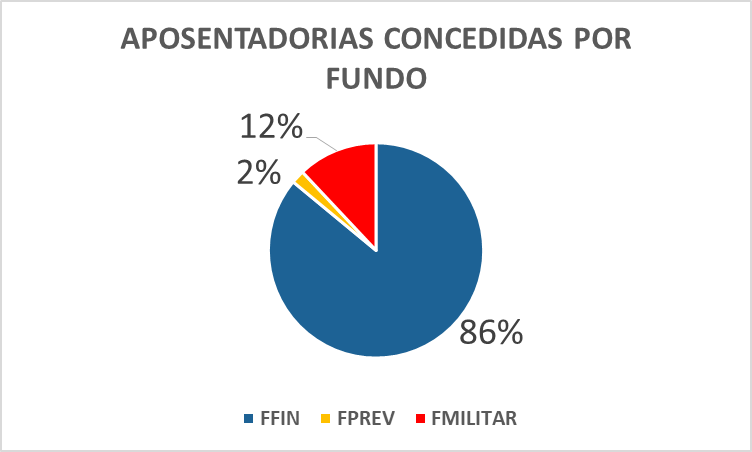 APOSENTADORIAS CONCEDIDAS POR
FUNDO
12%
2%
86%
FFIN FPREV FMILITAR